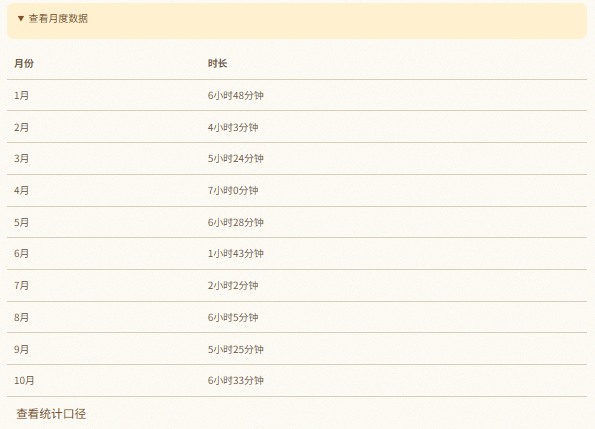 ▼ 查看月度数据
月份 时长
1月 6小时48分钟
2月 4小时3分钟
3月 5小时24分钟
4月 7小时0分钟
5月 6小时28分钟
6月 1小时43分钟
7月 2小时2分钟
8月 6小时5分钟
9月 5小时25分钟
10月 6小时33分钟
查看统计口径